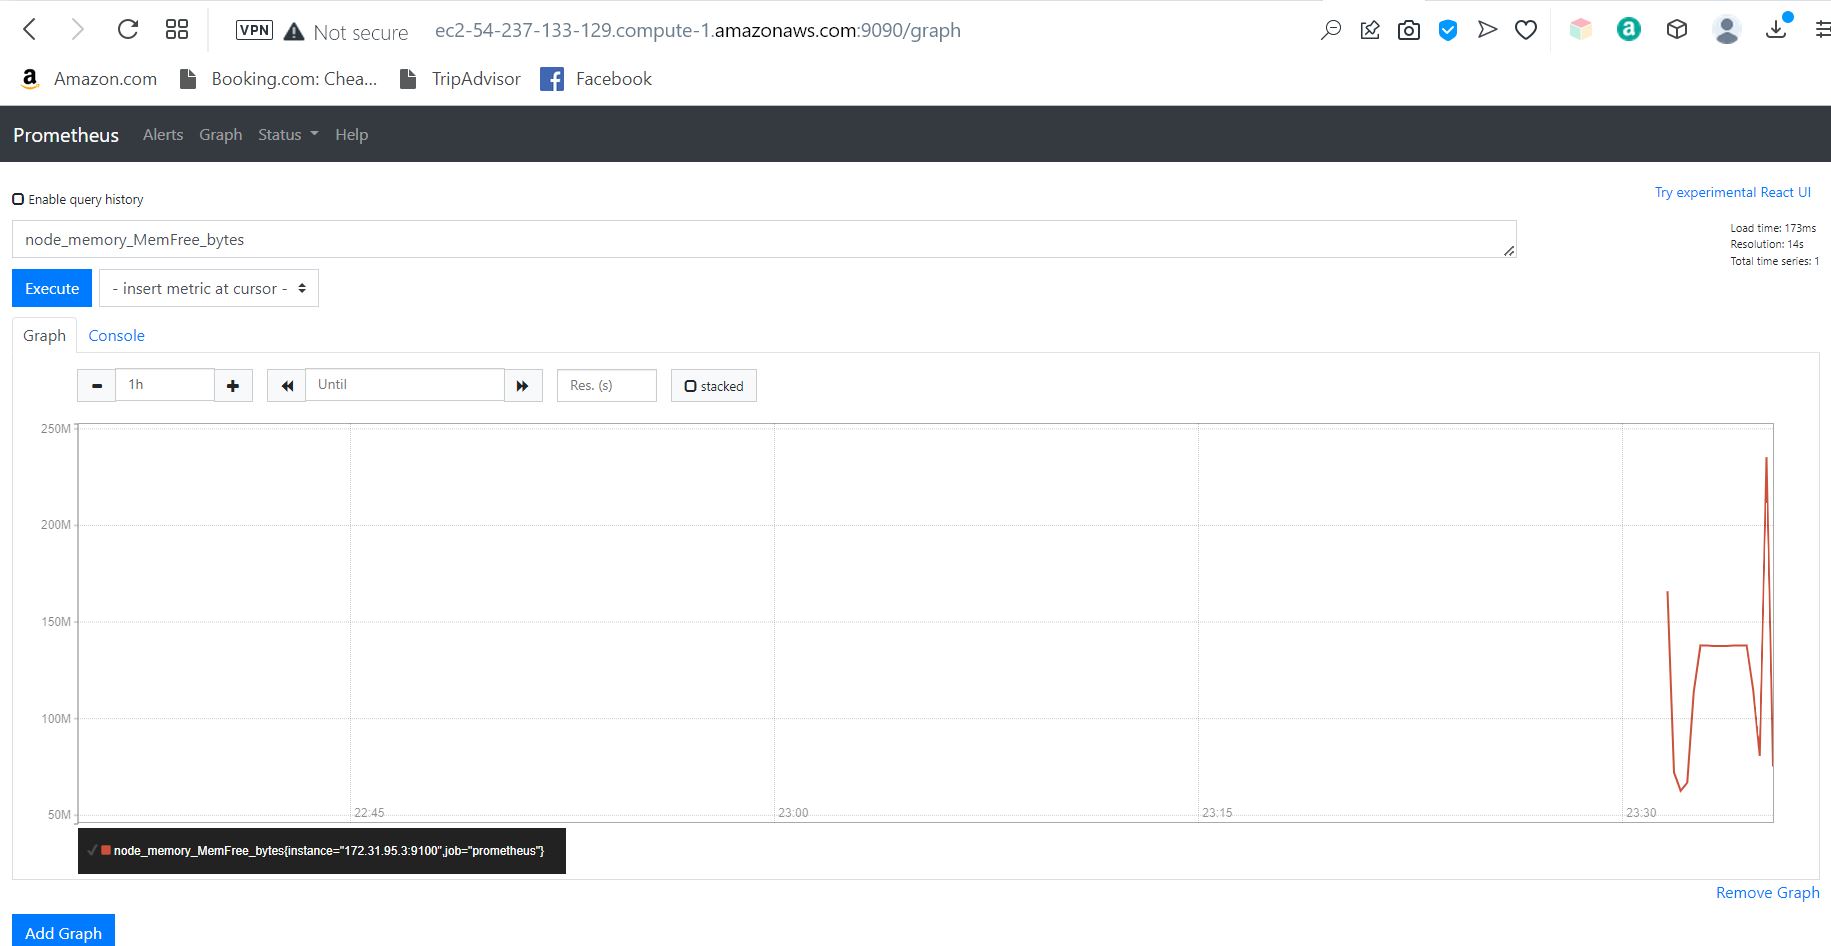 VPN Not secure ec2-54-237-133-129.compute-1.amazonaws.com:9090/graph
a Amazon.com Booking.com: Chea... TripAdvisor Facebook
Prometheus Alerts Graph Status Help
Enable query history
Try experimental React UI
node_memory_MemFree_bytes
Load time: 173ms
Resolution: 14s
Total time series: 1
Execute - insert metric at cursor -
Graph Console
1h Until Res. (s) stacked
250M
200M
150M
100M
50M
22:45 23:00 23:15 23:30
node_memory_MemFree_bytes{instance="172.31.95.3:9100",job="prometheus"}
Remove Graph
Add Graph